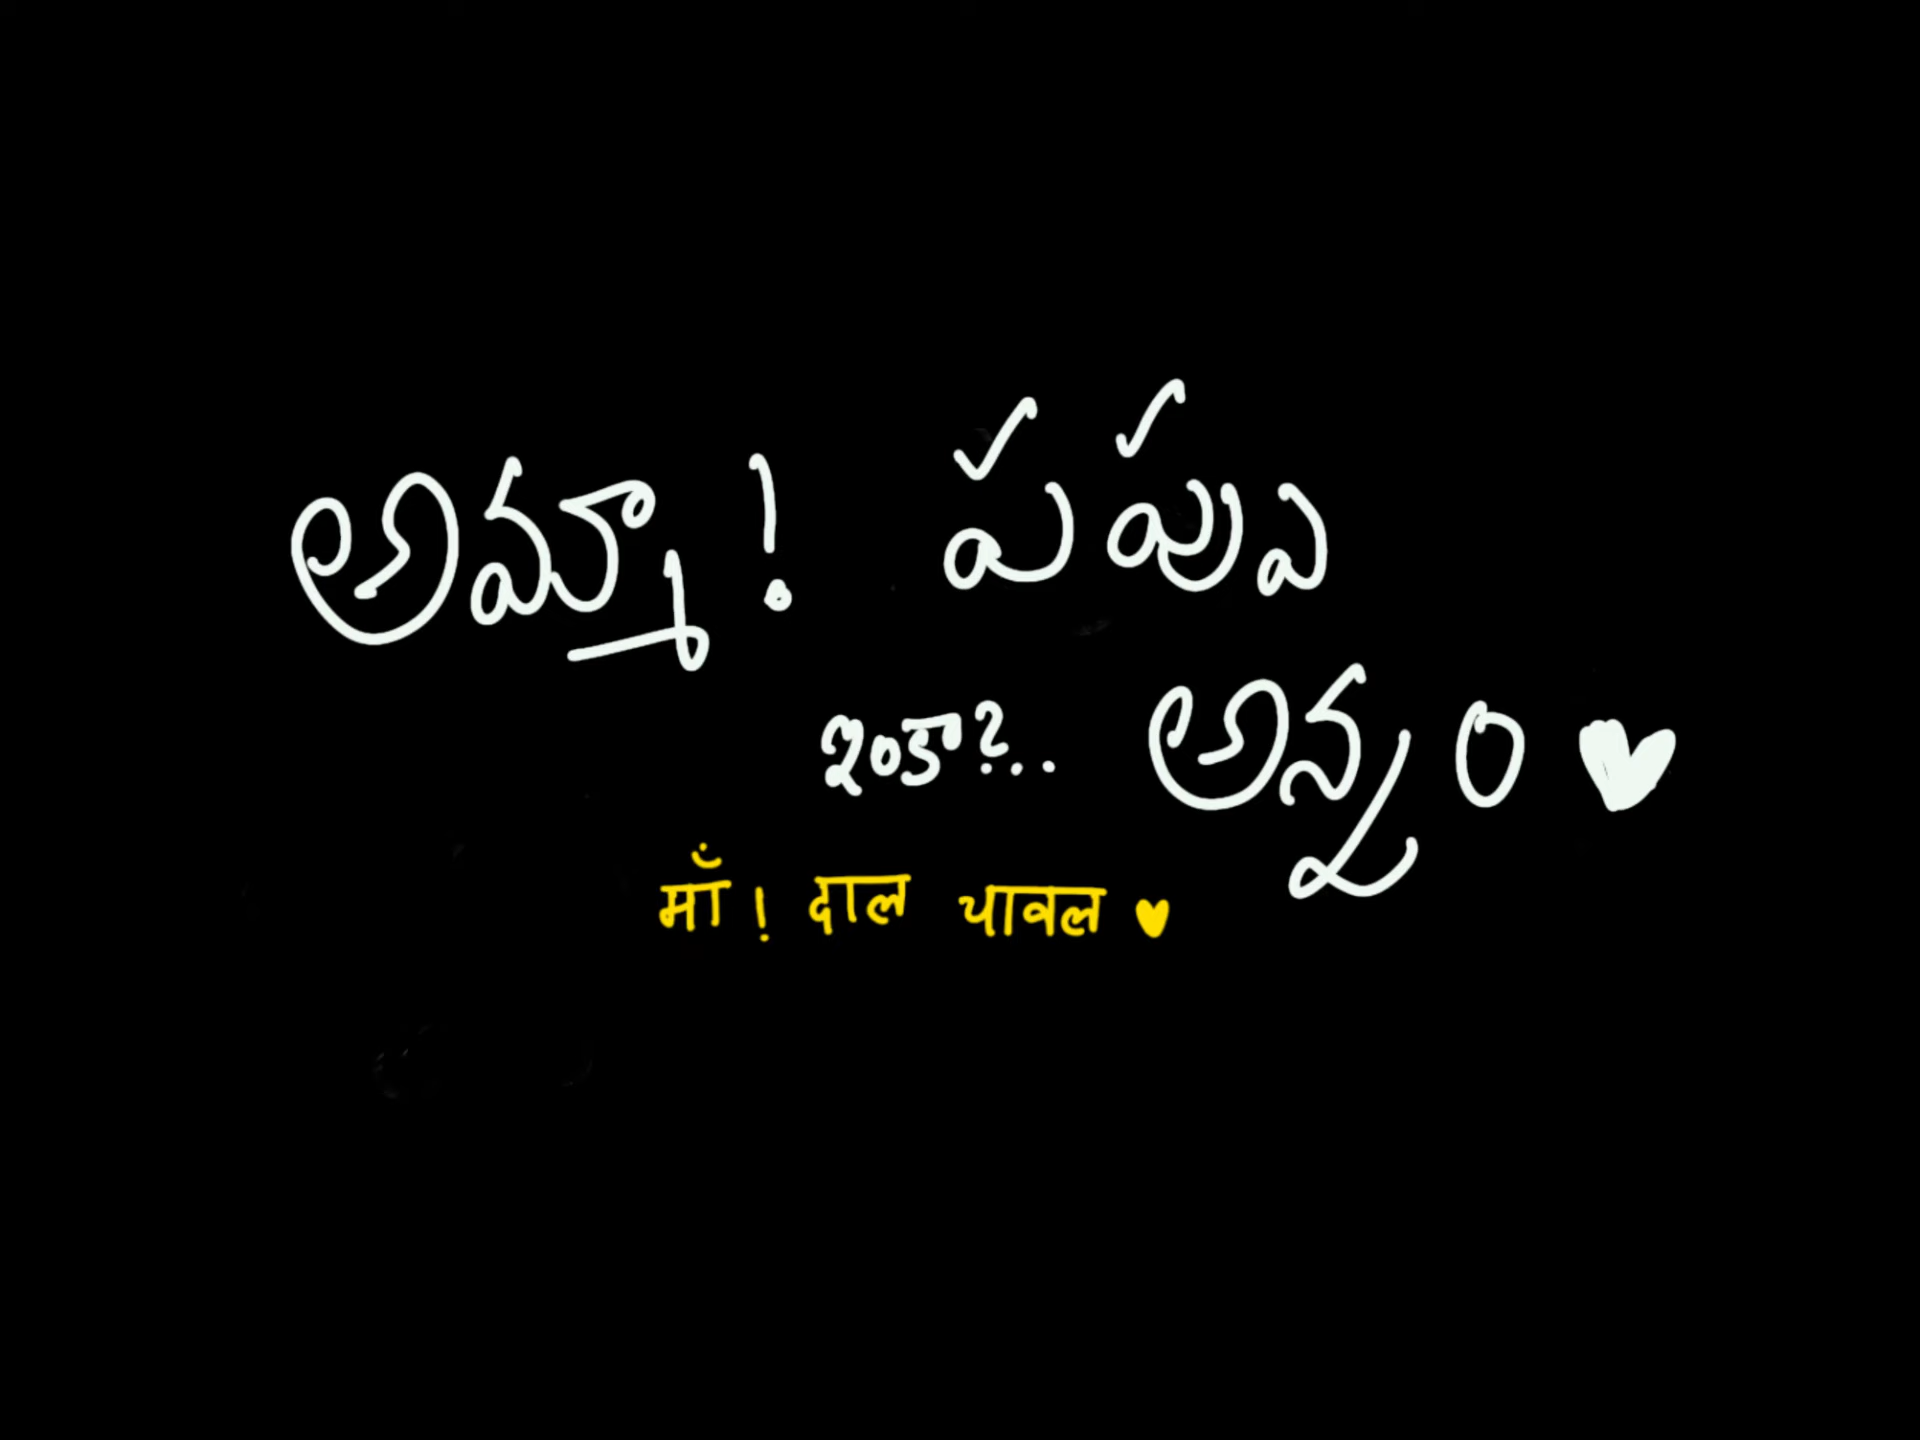 అమ్మా! పప్పు
ఇంకా?.. అన్నం ♥
माँ! दाल चावल ♥